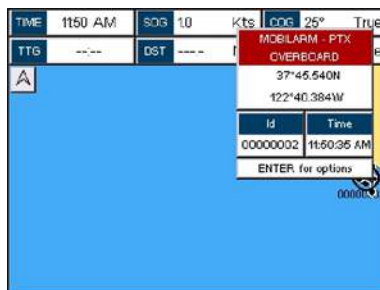 TIME 11:50 AM SOG 1.0 Kts COG 25° True
TTG --:-- DST ----
MOBILARM - PTX
OVERBOARD
37°45.540N
122°40.384W
Id Time
00000002 11:50:35 AM
ENTER for options